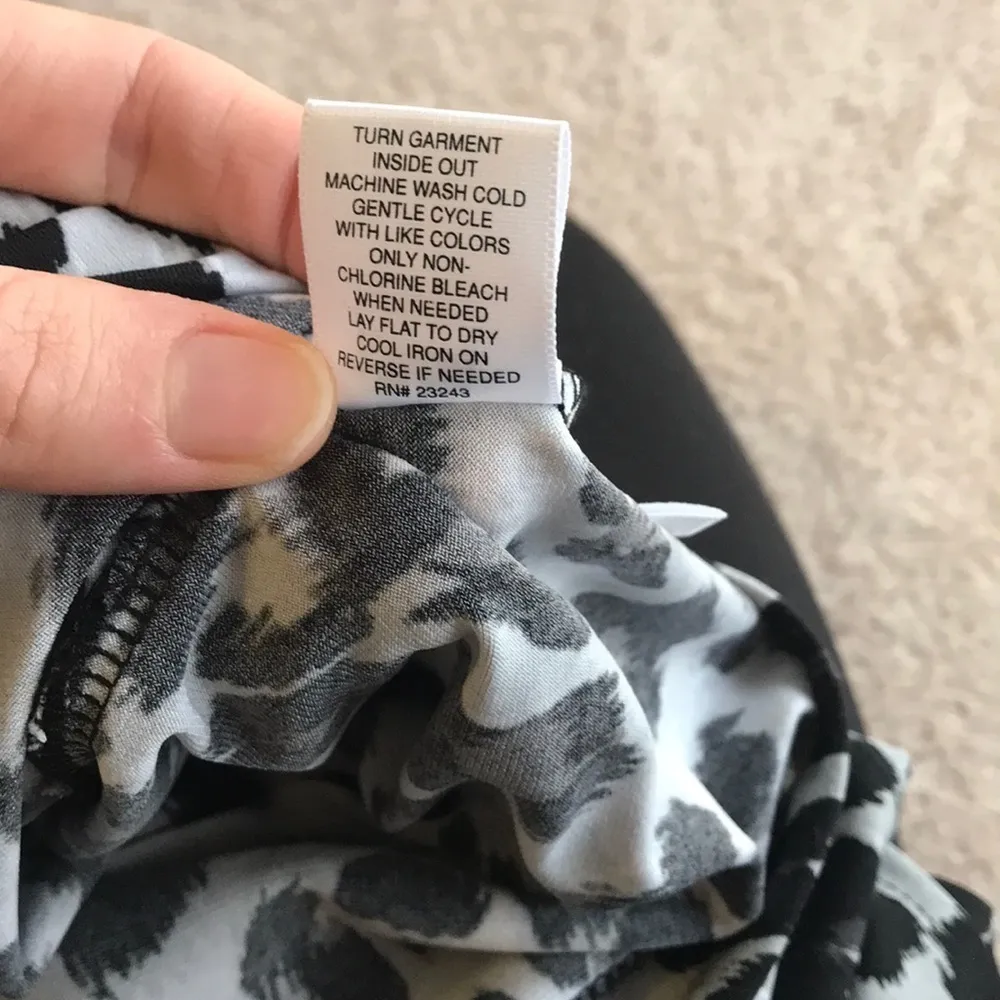 TURN GARMENT
INSIDE OUT
MACHINE WASH COLD
GENTLE CYCLE
WITH LIKE COLORS
ONLY NON-
CHLORINE BLEACH
WHEN NEEDED
LAY FLAT TO DRY
COOL IRON ON
REVERSE IF NEEDED
RN# 23243